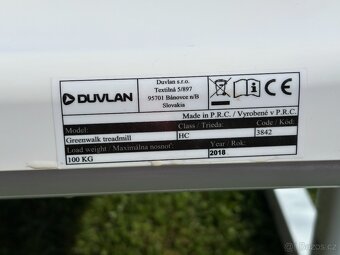 DUVLAN
Duvlan s.r.o.
Textilná 5/897
95701 Bánovce n/B
Slovakia
Made in P.R.C. / Vyrobené v P.R.C.
Model: Class / Trieda: Code / Kód:
Greenwalk treadmill HC 3842
Load weight / Maximálna nosnosť: Year / Rok:
100 KG 2018